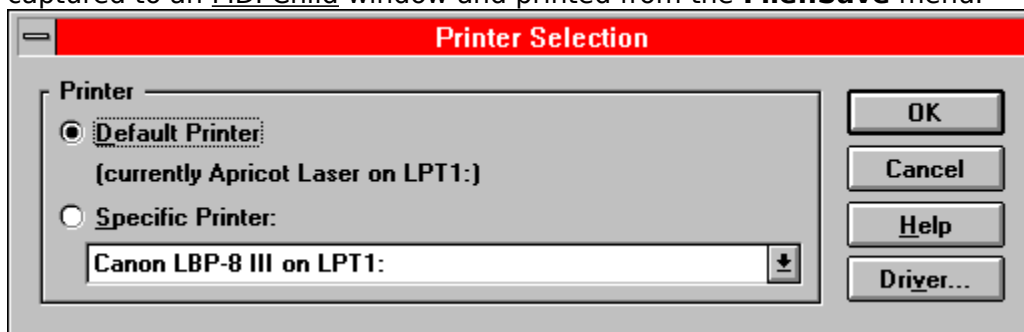 captured to an MDI Child window and printed from the File.Save menu.
Printer Selection
Printer
Default Printer
(currently Apricot Laser on LPT1:)
Specific Printer:
Canon LBP-8 III on LPT1:
OK
Cancel
Help
Driver...